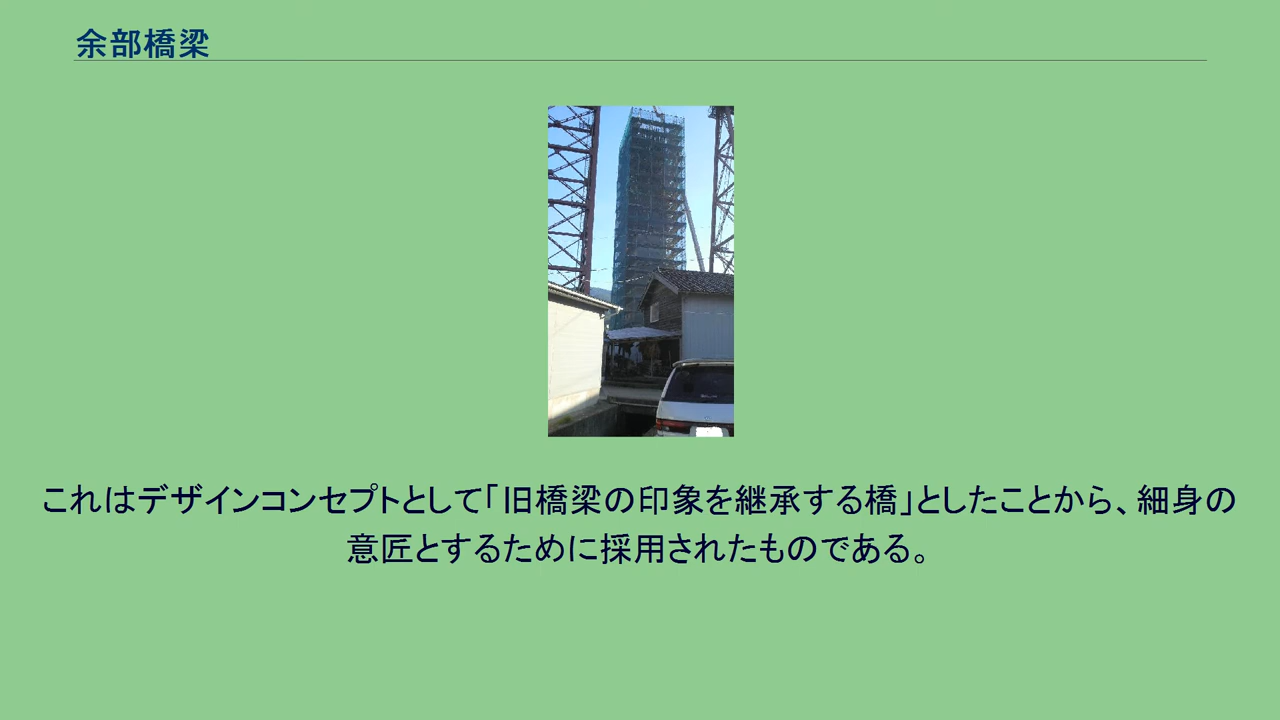 余部橋梁
これはデザインコンセプトとして「旧橋梁の印象を継承する橋」としたことから、細身の
意匠とするために採用されたものである。